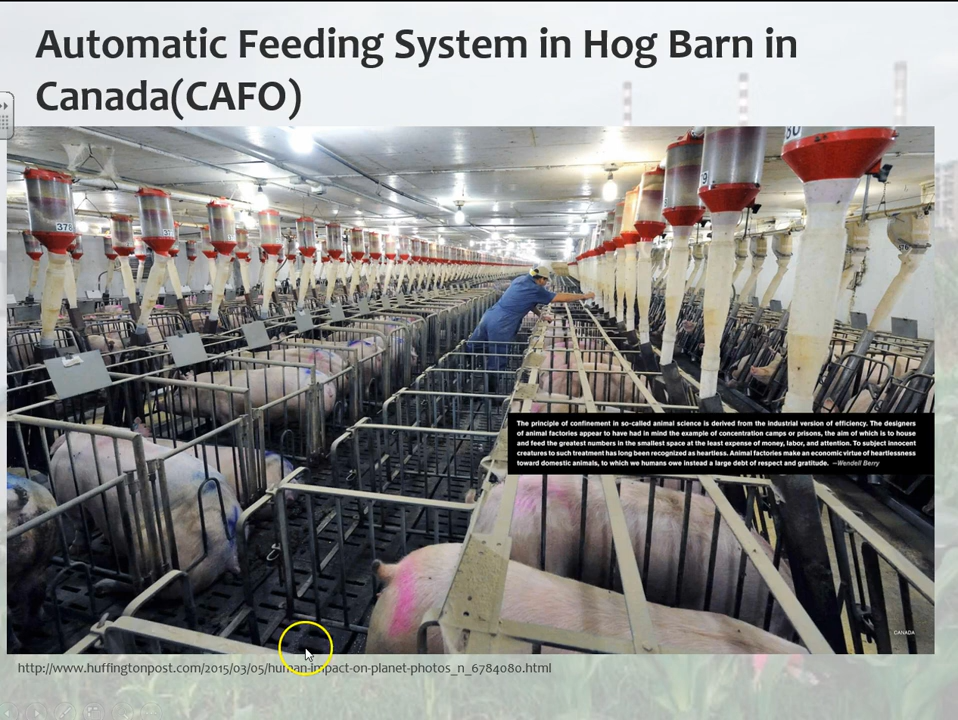 Automatic Feeding System in Hog Barn in
Canada(CAFO)
378
The principle of confinement in so-called animal science is derived from the industrial version of efficiency. The designers
of animal factories appear to have had in mind the example of concentration camps or prisons, the aim of which is to house
and feed the greatest numbers in the smallest space at the least expense of money, labor, and attention. To subject innocent
creatures to such treatment has long been recognized as heartless. Animal factories make an economic virtue of heartlessness
toward domestic animals, to which we humans owe instead a large debt of respect and gratitude. —Wendell Berry
CANADA
http://www.huffingtonpost.com/2015/03/05/human-impact-on-planet-photos_n_6784080.html